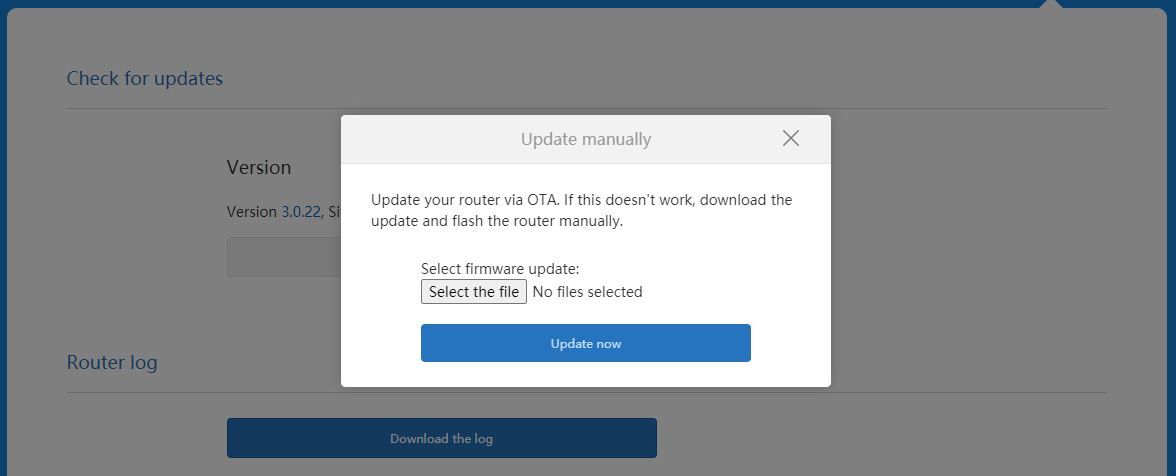 Check for updates
Update manually
Version
Update your router via OTA. If this doesn't work, download the
update and flash the router manually.
Version 3.0.22,
Select firmware update:
Select the file No files selected
Update now
Router log
Download the log